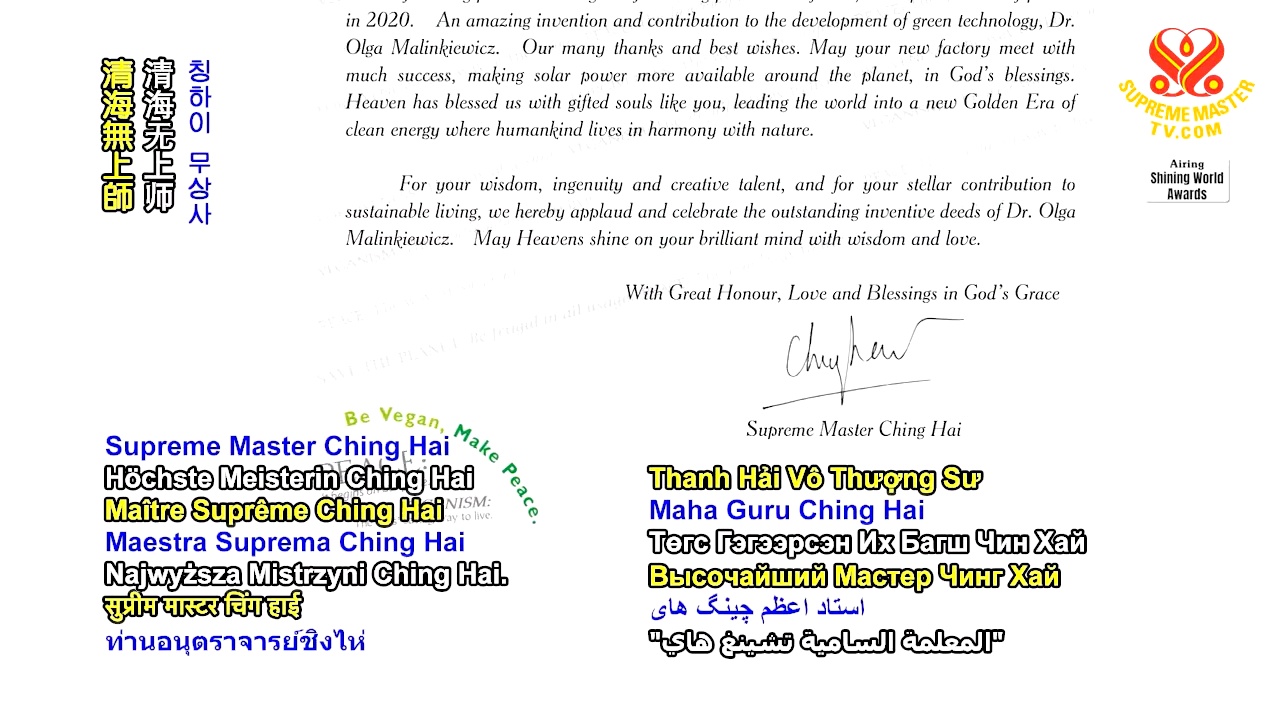 in 2020. An amazing invention and contribution to the development of green technology, Dr.
Olga Malinkiewicz. Our many thanks and best wishes. May your new factory meet with
much success, making solar power more available around the planet, in God's blessings.
Heaven has blessed us with gifted souls like you, leading the world into a new Golden Era of
clean energy where humankind lives in harmony with nature.
For your wisdom, ingenuity and creative talent, and for your stellar contribution to
sustainable living, we hereby applaud and celebrate the outstanding inventive deeds of Dr. Olga
Malinkiewicz. May Heavens shine on your brilliant mind with wisdom and love.
With Great Honour, Love and Blessings in God's Grace
Supreme Master Ching Hai
清海無上師
清海无上师
칭하이 무상사
SUPREME MASTER
TV.COM
Airing
Shining World
Awards
Be Vegan, Make Peace.
Supreme Master Ching Hai
Höchste Meisterin Ching Hai
Maître Suprême Ching Hai
Maestra Suprema Ching Hai
Najwyższa Mistrzyni Ching Hai.
सुप्रीम मास्टर चिंग हाई
ท่านอนุตราจารย์ชิงไห่
Thanh Hải Vô Thượng Sư
Maha Guru Ching Hai
Төгс Гэгээрсэн Их Багш Чин Хай
Высочайший Мастер Чинг Хай
استاد اعظم چینگ های
"المعلمة السامية تشينغ هاي"